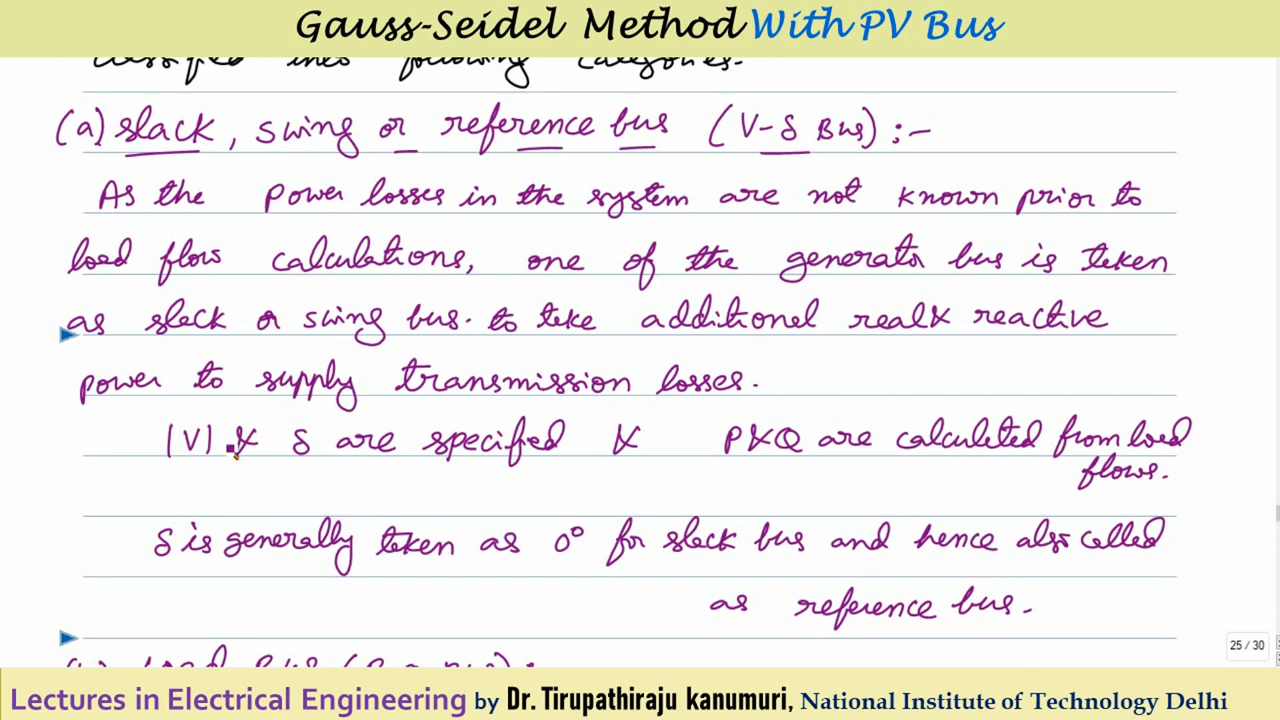 Gauss-Seidel Method With PV Bus
classified into following categories.
(a) slack, swing or reference bus (V-δ Bus) :-
As the power losses in the system are not known prior to
load flow calculations, one of the generator bus is taken
as slack or swing bus. to take additional real & reactive
power to supply transmission losses.
|V| & δ are specified & P & Q are calculated from load
flows.
δ is generally taken as 0° for slack bus and hence also called
as reference bus.
25 / 30
Lectures in Electrical Engineering by Dr. Tirupathiraju kanumuri, National Institute of Technology Delhi